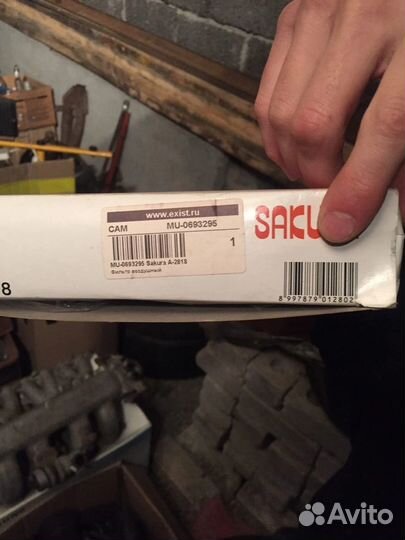 www.exist.ru
CAM MU-0693295
1
MU-0693295 Sakura A-2818
Фильтр воздушный
SAKU
8
8 997879 012802
Avito